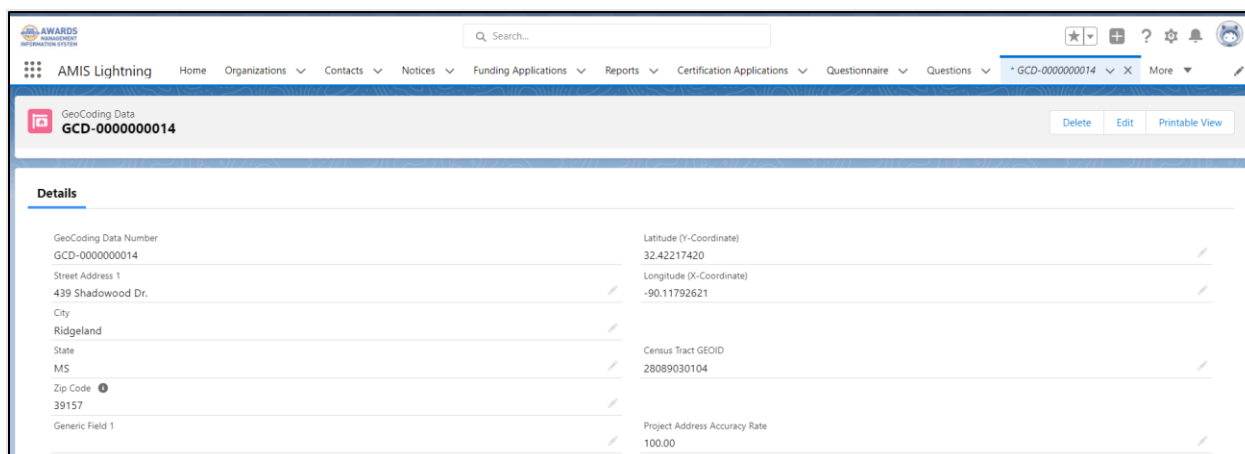 AWARDS
MANAGEMENT
INFORMATION SYSTEM
Search...
AMIS Lightning Home Organizations Contacts Notices Funding Applications Reports Certification Applications Questionnaire Questions * GCD-0000000014 More
GeoCoding Data
GCD-0000000014
Delete Edit Printable View
Details
GeoCoding Data Number
GCD-0000000014
Latitude (Y-Coordinate)
32.42217420
Street Address 1
439 Shadowood Dr.
Longitude (X-Coordinate)
-90.11792621
City
Ridgeland
State
MS
Census Tract GEOID
28089030104
Zip Code
39157
Generic Field 1
Project Address Accuracy Rate
100.00